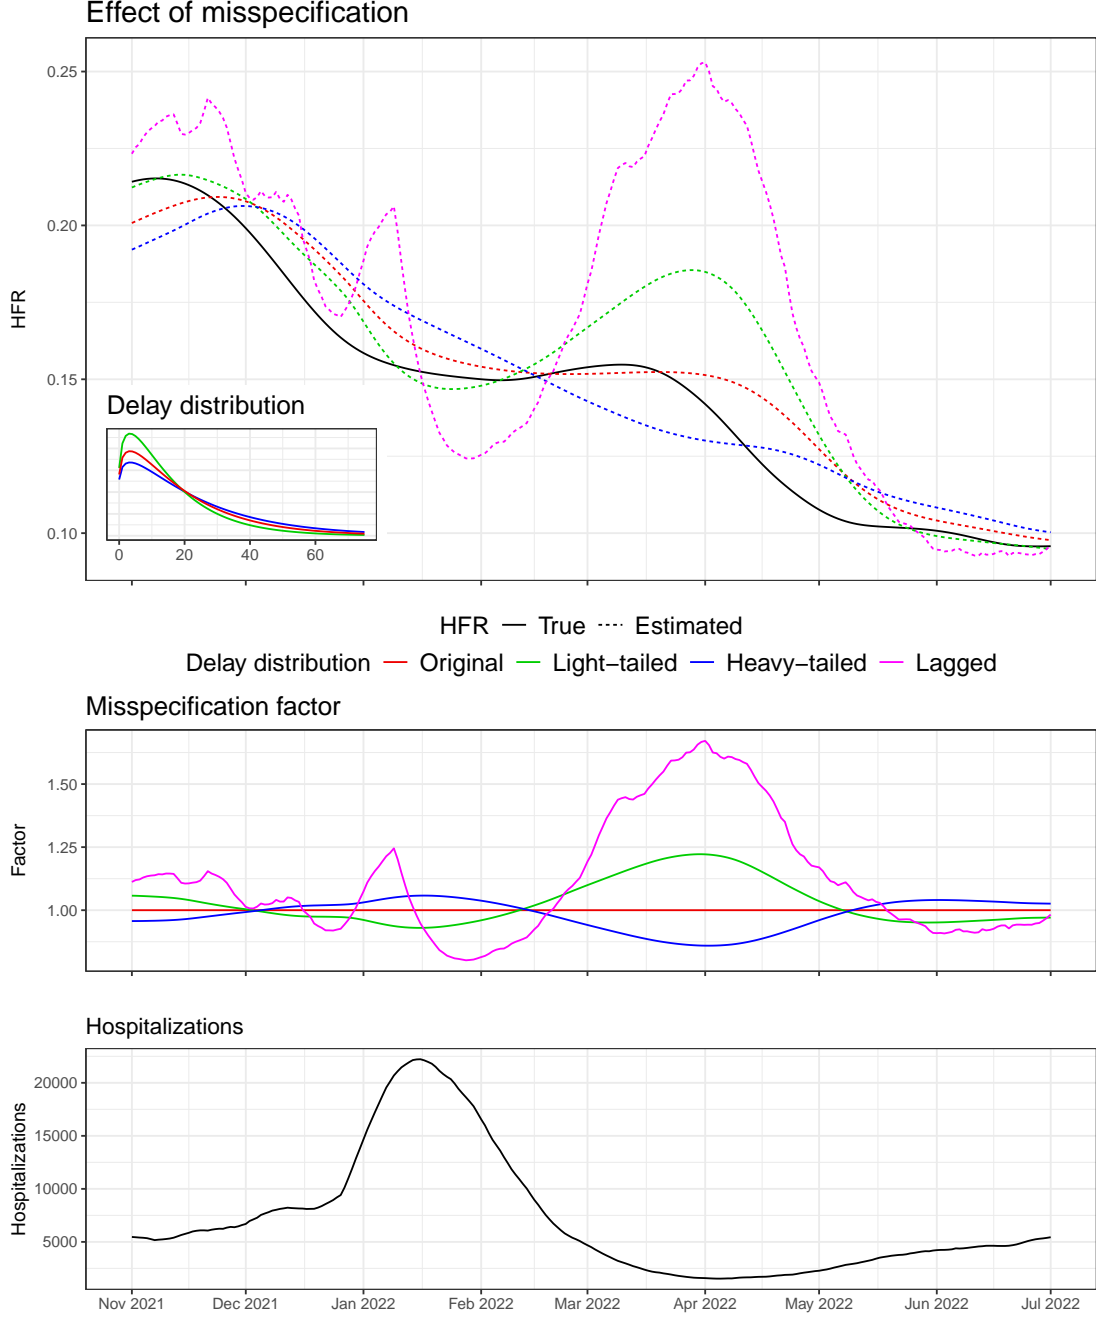 Effect of misspecification
0.25
0.20
0.15
0.10
HFR
Delay distribution
0 20 40 60
HFR True Estimated
Delay distribution Original Light−tailed Heavy−tailed Lagged
Misspecification factor
1.50
1.25
1.00
Factor
Hospitalizations
20000
15000
10000
5000
Hospitalizations
Nov 2021 Dec 2021 Jan 2022 Feb 2022 Mar 2022 Apr 2022 May 2022 Jun 2022 Jul 2022